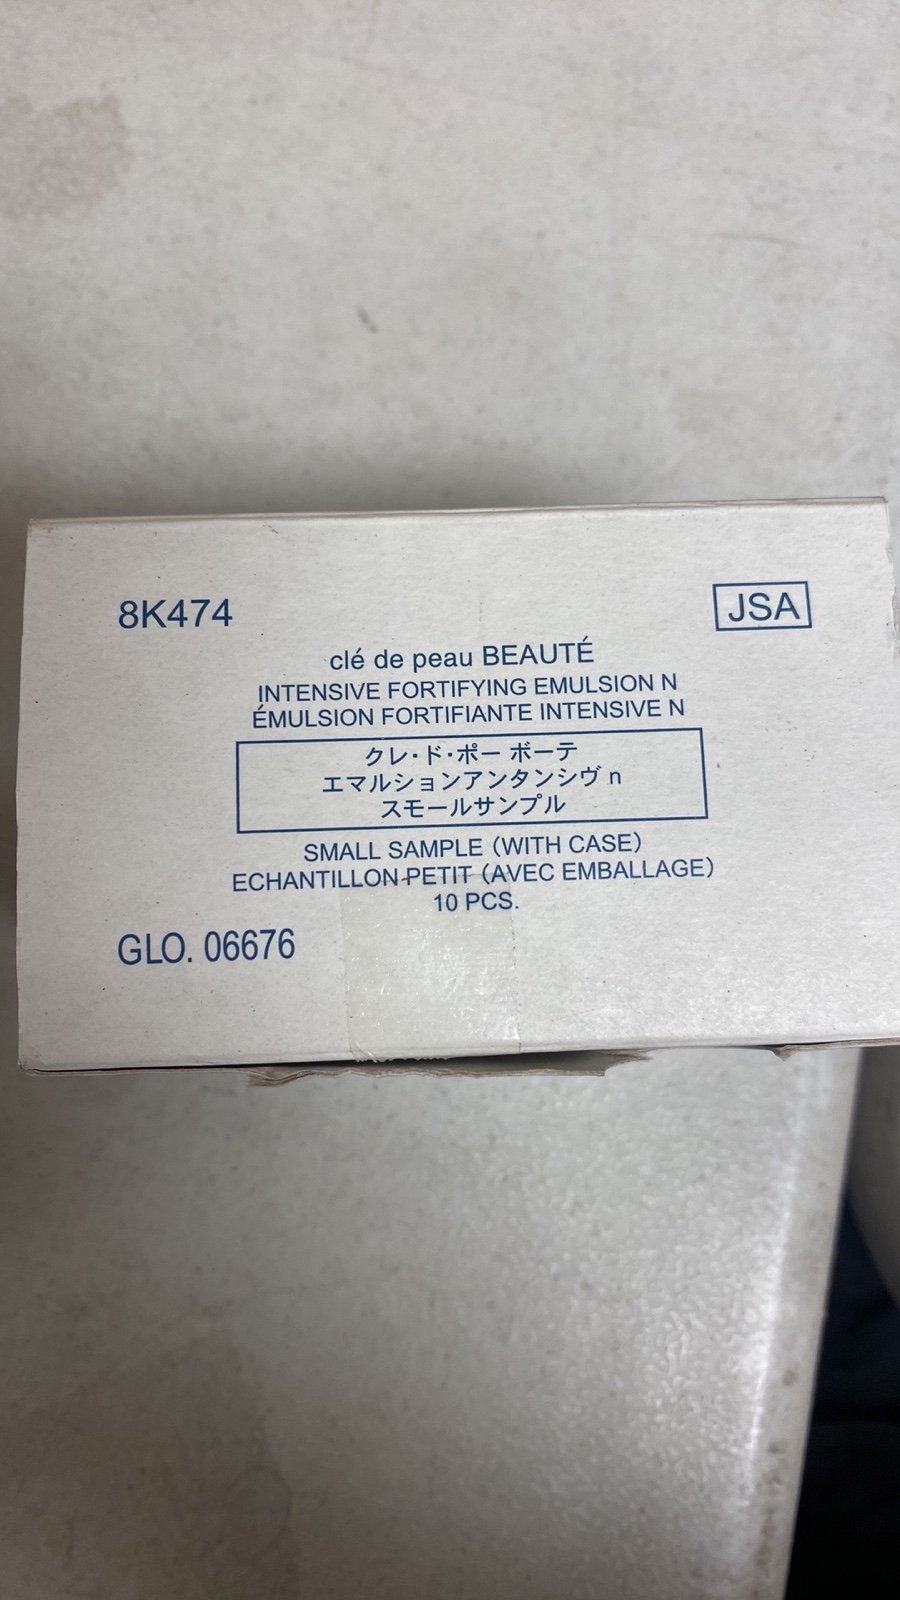 8K474
JSA
clé de peau BEAUTÉ
INTENSIVE FORTIFYING EMULSION N
ÉMULSION FORTIFIANTE INTENSIVE N
クレ・ド・ポー ボーテ
エマルションアンタンシヴ n
スモールサンプル
SMALL SAMPLE (WITH CASE)
ECHANTILLON PETIT (AVEC EMBALLAGE)
10 PCS.
GLO. 06676